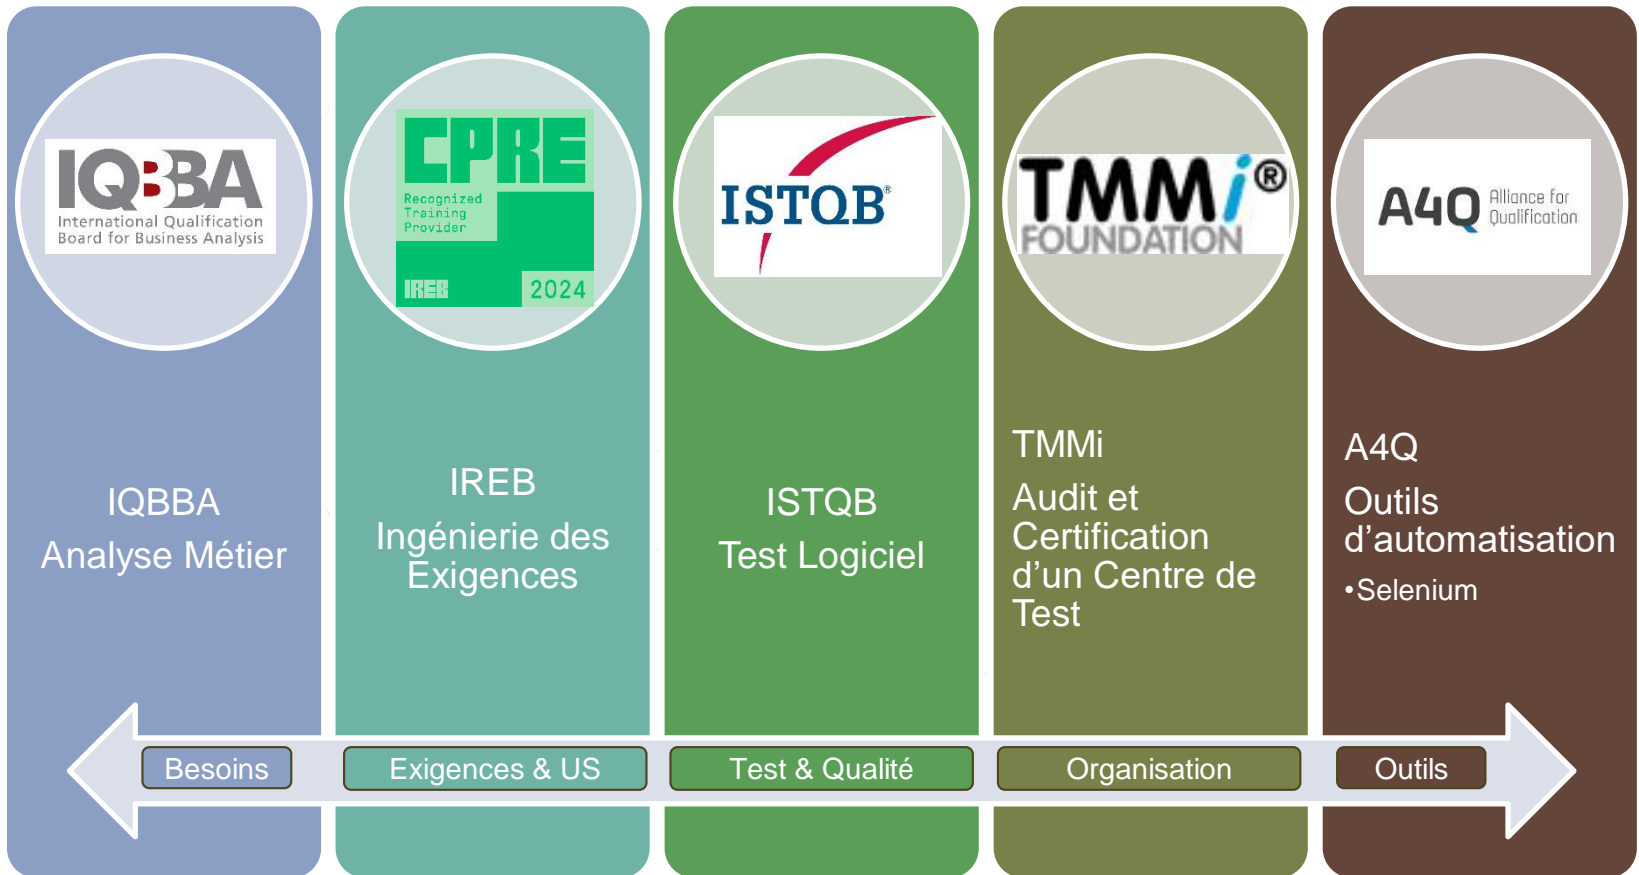 IQBBA
International Qualification
Board for Business Analysis
IQBBA
Analyse Métier
Besoins
CPRE
Recognized
Training
Provider
IREB
2024
IREB
Ingénierie des
Exigences
Exigences & US
ISTQB®
ISTQB
Test Logiciel
Test & Qualité
TMMi®
FOUNDATION
TMMi
Audit et
Certification
d’un Centre de
Test
Organisation
A4Q
Alliance for
Qualification
A4Q
Outils
d’automatisation
•Selenium
Outils